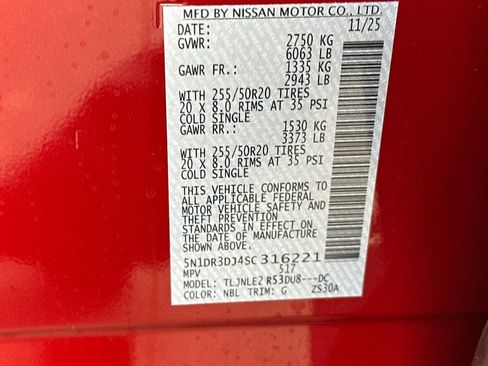 MFD BY NISSAN MOTOR CO., LTD.
DATE: 11/25
GVWR: 2750 KG
6063 LB
GAWR FR.: 1335 KG
2943 LB
WITH 255/50R20 TIRES
20 X 8.0 RIMS AT 35 PSI
COLD SINGLE
GAWR RR.: 1530 KG
3373 LB
WITH 255/50R20 TIRES
20 X 8.0 RIMS AT 35 PSI
COLD SINGLE
THIS VEHICLE CONFORMS TO
ALL APPLICABLE FEDERAL
MOTOR VEHICLE SAFETY AND
THEFT PREVENTION
STANDARDS IN EFFECT ON
THE DATE OF MFR. SHOWN ABOVE.
5N1DR3DJ4SC316221
MPV 517
MODEL: TLJNLE2 R53DU8---DC
COLOR: NBL TRIM: G ZS30A